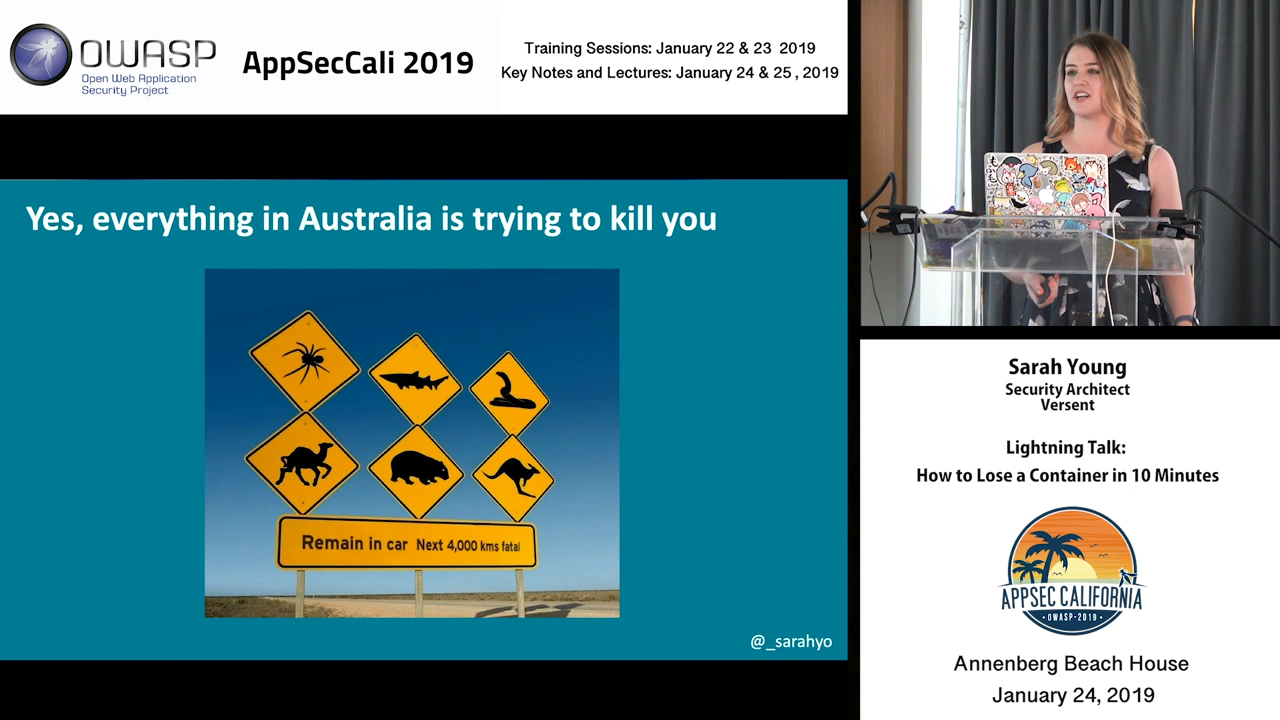 OWASP
Open Web Application
Security Project
AppSecCali 2019
Training Sessions: January 22 & 23 2019
Key Notes and Lectures: January 24 & 25, 2019
Yes, everything in Australia is trying to kill you
Remain in car Next 4,000 kms fatal
@_sarahyo
Sarah Young
Security Architect
Versent
Lightning Talk:
How to Lose a Container in 10 Minutes
APPSEC CALIFORNIA
• OWASP-2019 •
Annenberg Beach House
January 24, 2019